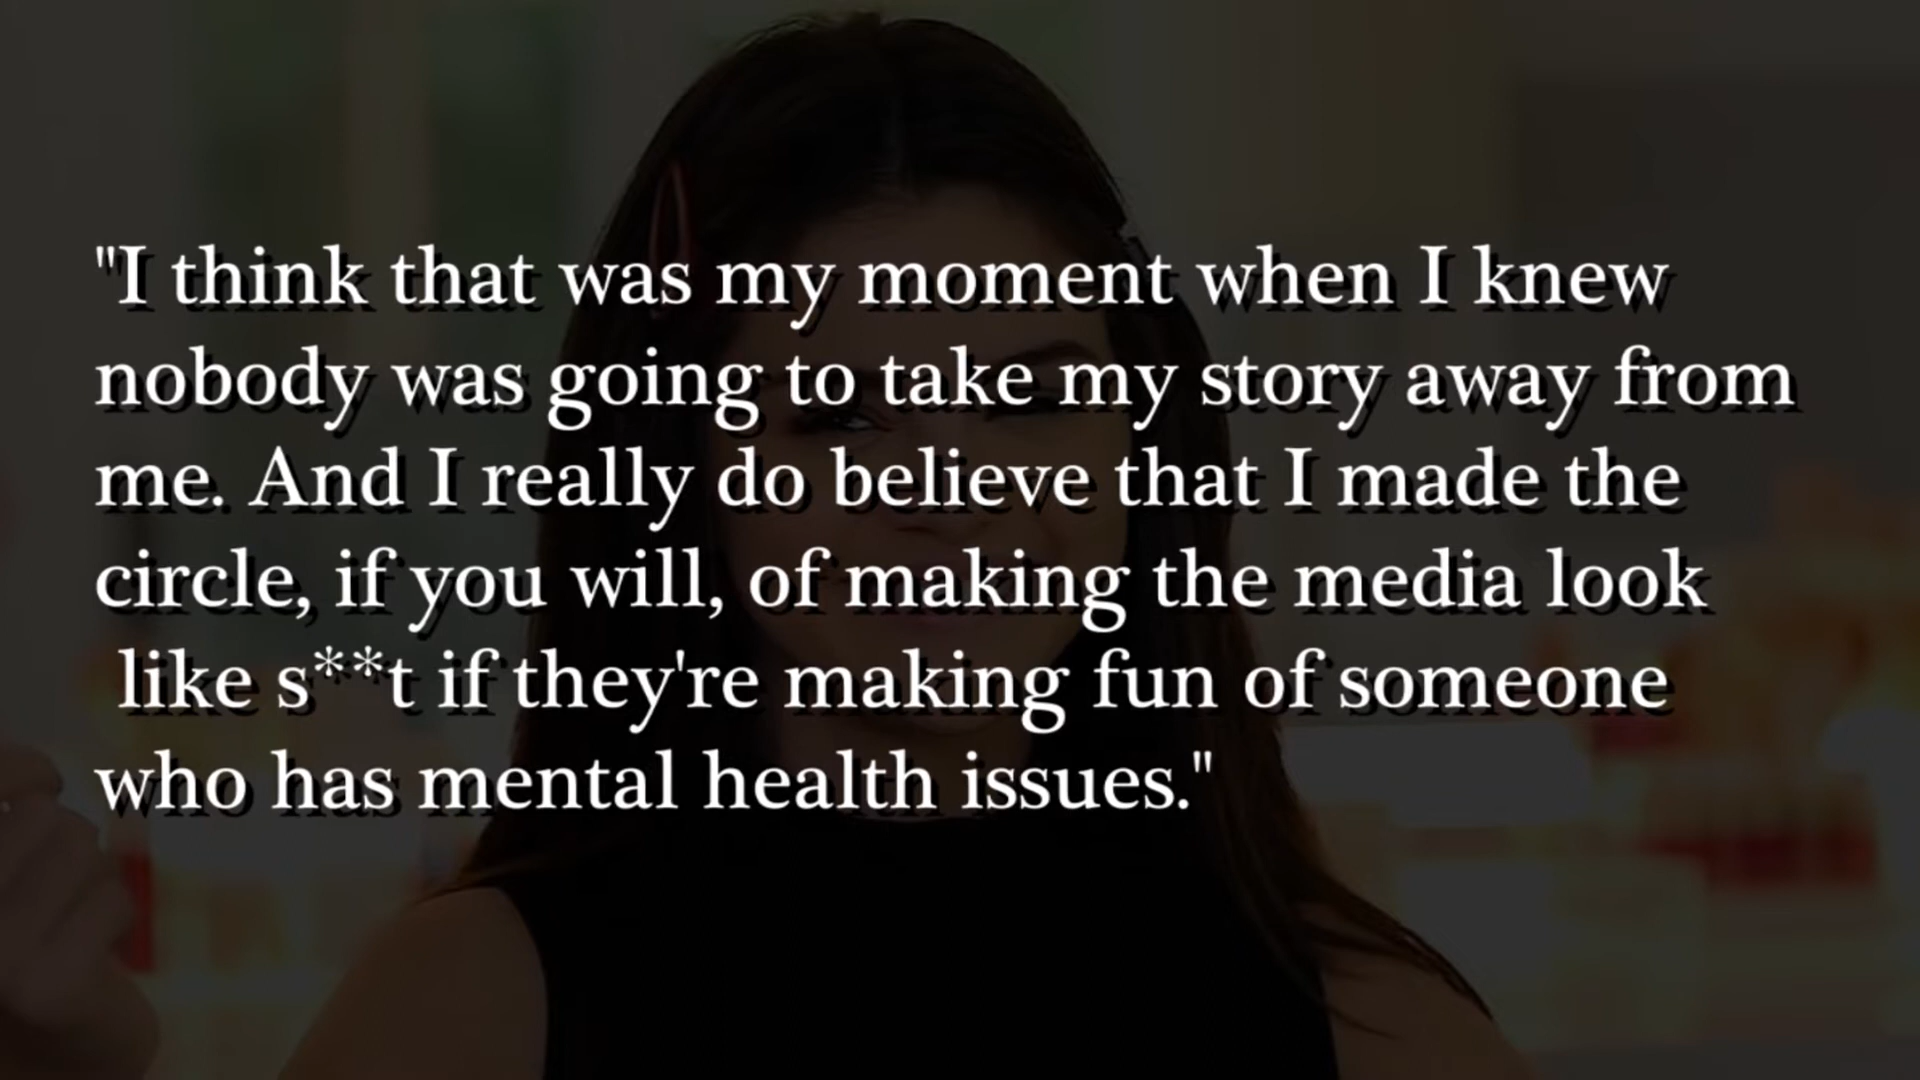 "I think that was my moment when I knew
nobody was going to take my story away from
me. And I really do believe that I made the
circle, if you will, of making the media look
like s**t if they're making fun of someone
who has mental health issues."